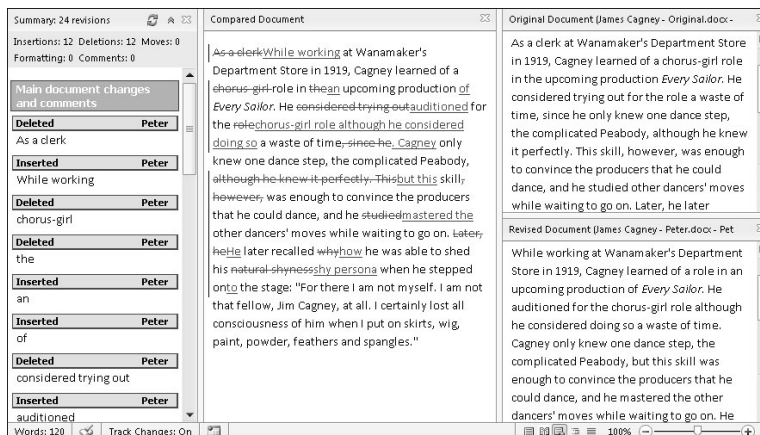 Summary: 24 revisions
Insertions: 12 Deletions: 12 Moves: 0
Formatting: 0 Comments: 0
Main document changes
and comments
Deleted Peter
As a clerk
Inserted Peter
While working
Deleted Peter
chorus-girl
Deleted Peter
the
Inserted Peter
an
Inserted Peter
of
Deleted Peter
considered trying out
Inserted Peter
auditioned
Compared Document
As a clerkWhile working at Wanamaker's
Department Store in 1919, Cagney learned of a
chorus-girl role in thean upcoming production of
Every Sailor. He considered trying outauditioned for
the rolechorus-girl role although he considered
doing so a waste of time, since he. Cagney only
knew one dance step, the complicated Peabody,
although he knew it perfectly. Thisbut this skill,
however, was enough to convince the producers
that he could dance, and he studiedmastered the
other dancers' moves while waiting to go on. Later,
heHe later recalled whyhow he was able to shed
his natural shynessshy persona when he stepped
onto the stage: "For there I am not myself. I am not
that fellow, Jim Cagney, at all. I certainly lost all
consciousness of him when I put on skirts, wig,
paint, powder, feathers and spangles."
Original Document (James Cagney - Original.docx -
As a clerk at Wanamaker's Department Store
in 1919, Cagney learned of a chorus-girl role
in the upcoming production Every Sailor. He
considered trying out for the role a waste of
time, since he only knew one dance step,
the complicated Peabody, although he knew
it perfectly. This skill, however, was enough
to convince the producers that he could
dance, and he studied other dancers' moves
while waiting to go on. Later, he later
Revised Document (James Cagney - Peter.docx - Pet
While working at Wanamaker's Department
Store in 1919, Cagney learned of a role in an
upcoming production of Every Sailor. He
auditioned for the chorus-girl role although
he considered doing so a waste of time.
Cagney only knew one dance step, the
complicated Peabody, but this skill was
enough to convince the producers that he
could dance, and he mastered the other
dancers' moves while waiting to go on. He
Words: 120 Track Changes: On 100%